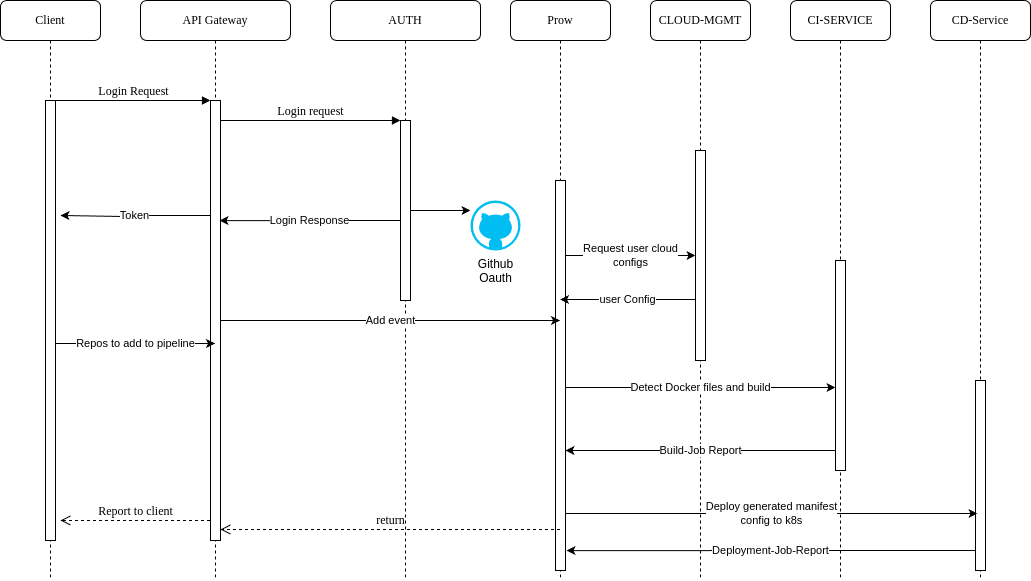 Client
API Gateway
AUTH
Prow
CLOUD-MGMT
CI-SERVICE
CD-Service
Login Request
Login request
Token
Login Response
Github
Oauth
Request user cloud
configs
user Config
Add event
Repos to add to pipeline
Detect Docker files and build
Build-Job Report
Deploy generated manifest
config to k8s
Report to client
return
Deployment-Job-Report